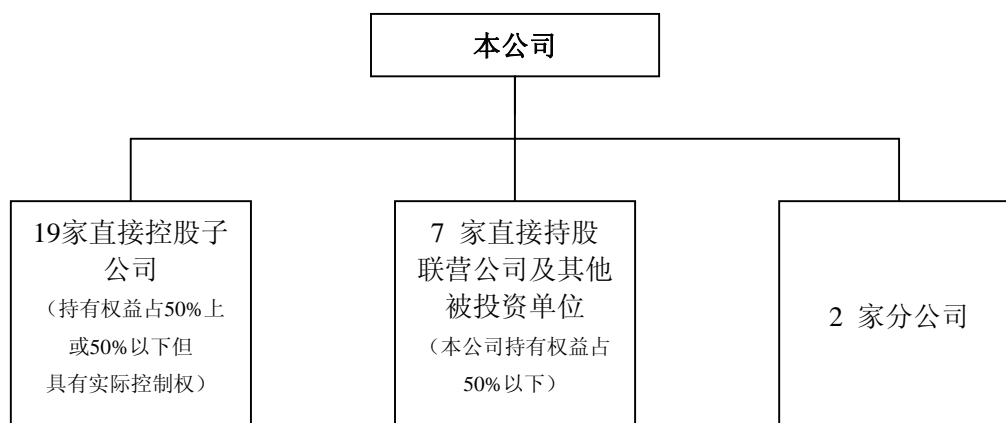 本公司
19家直接控股子
公司
（持有权益占50%上
或50%以下但
具有实际控制权）
7 家直接持股
联营公司及其他
被投资单位
（本公司持有权益占
50%以下）
2 家分公司